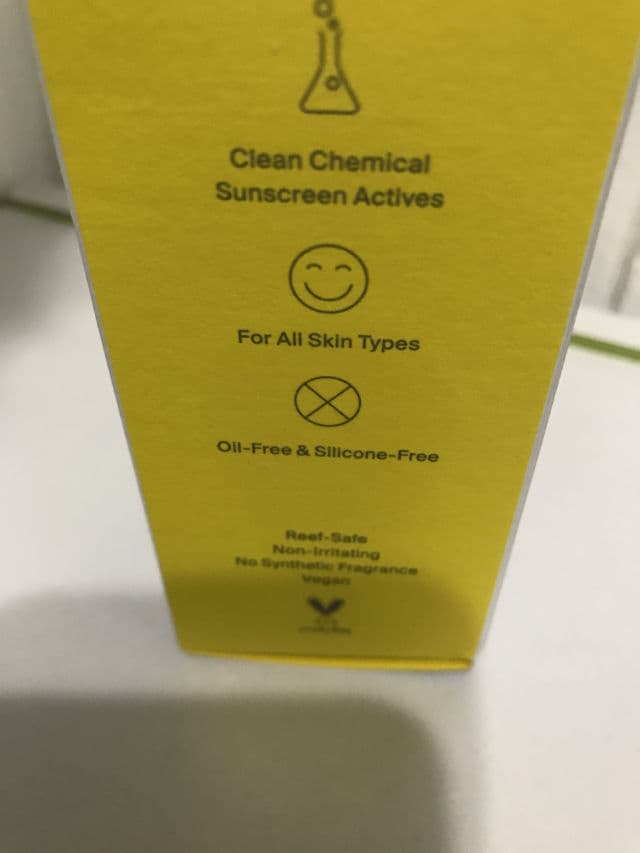 Clean Chemical
Sunscreen Actives
For All Skin Types
Oil-Free & Silicone-Free
Reef-Safe
Non-Irritating
No Synthetic Fragrance
Vegan